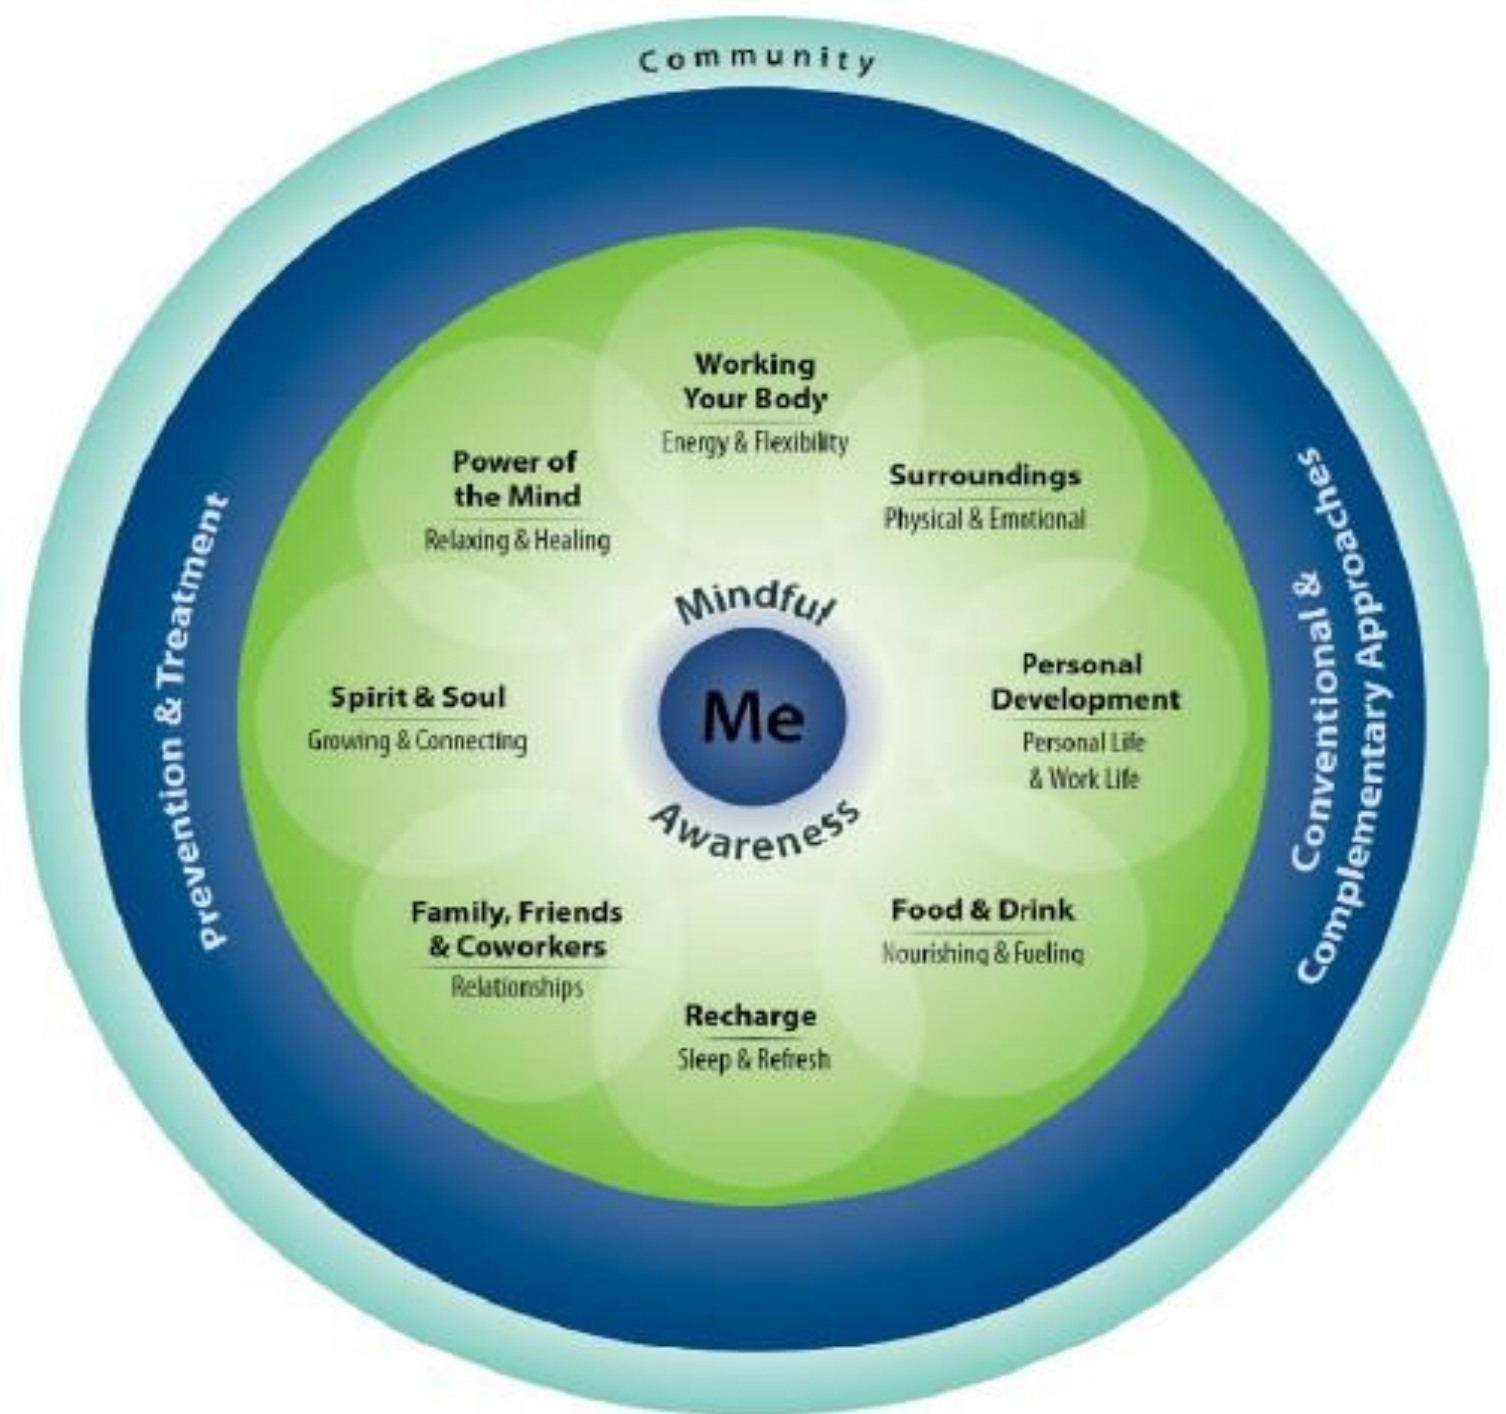 Community
Working
Your Body
Energy & Flexibility
Power of
the Mind
Relaxing & Healing
Surroundings
Physical & Emotional
Mindful
Me
Awareness
Spirit & Soul
Growing & Connecting
Personal
Development
Personal Life
& Work Life
Family, Friends
& Coworkers
Relationships
Food & Drink
Nourishing & Fueling
Recharge
Sleep & Refresh
Prevention & Treatment
Conventional &
Complementary Approaches